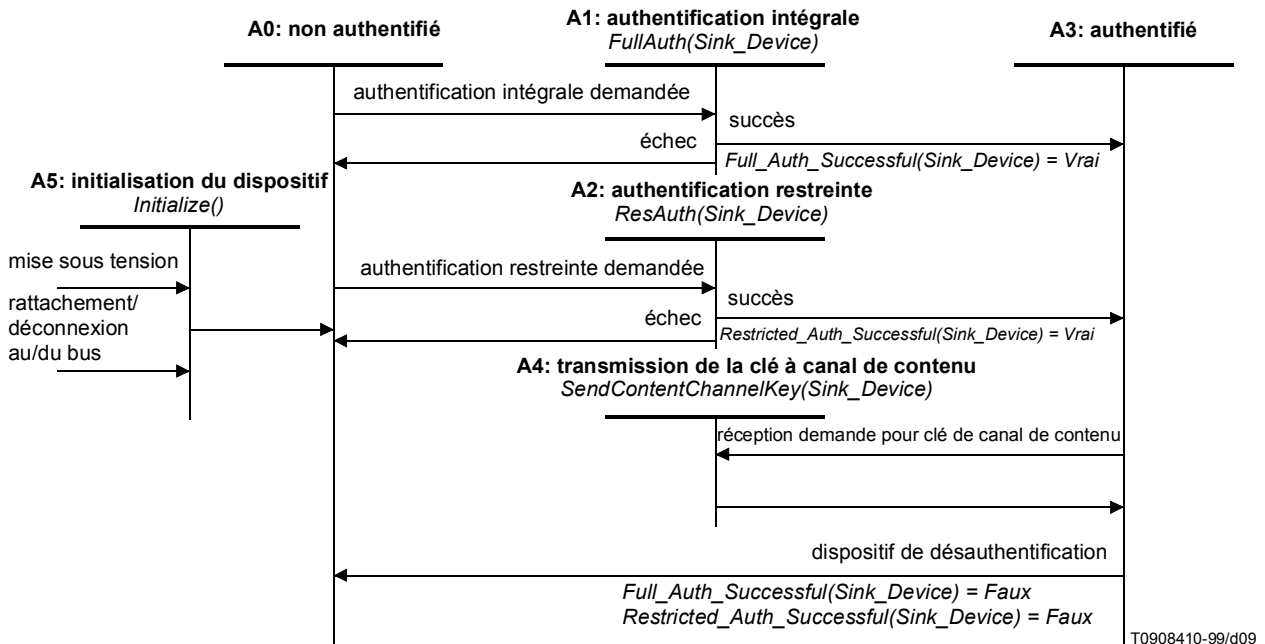 A1: authentification intégrale
A0: non authentifié
FullAuth(Sink_Device)
A3: authentifié
authentification intégrale demandée
succès
échec
Full_Auth_Successful(Sink_Device) = Vrai
A5: initialisation du dispositif
Initialize()
A2: authentification restreinte
ResAuth(Sink_Device)
mise sous tension
authentification restreinte demandée
rattachement/
déconnexion
au/du bus
succès
échec
Restricted_Auth_Successful(Sink_Device) = Vrai
A4: transmission de la clé à canal de contenu
SendContentChannelKey(Sink_Device)
réception demande pour clé de canal de contenu
dispositif de désauthentification
Full_Auth_Successful(Sink_Device) = Faux
Restricted_Auth_Successful(Sink_Device) = Faux
T0908410-99/d09